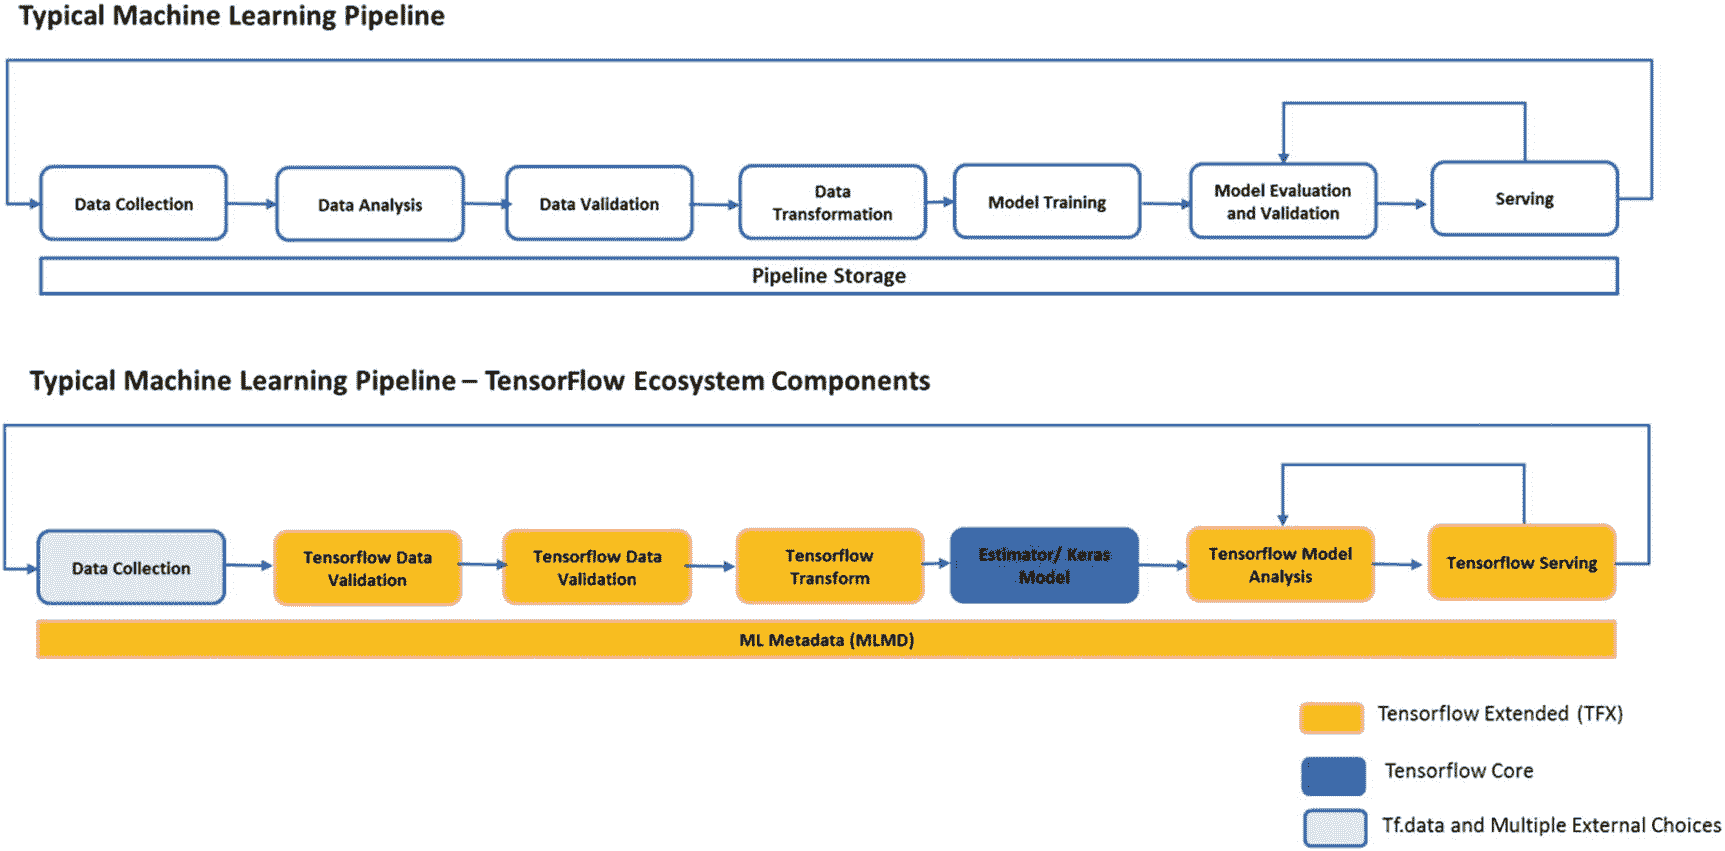 Typical Machine Learning Pipeline
Data Collection
Data Analysis
Data Validation
Data
Transformation
Model Training
Model Evaluation
and Validation
Serving
Pipeline Storage
Typical Machine Learning Pipeline – TensorFlow Ecosystem Components
Data Collection
Tensorflow Data
Validation
Tensorflow Data
Validation
Tensorflow
Transform
Estimator/ Keras
Model
Tensorflow Model
Analysis
Tensorflow Serving
ML Metadata (MLMD)
Tensorflow Extended (TFX)
Tensorflow Core
Tf.data and Multiple External Choices